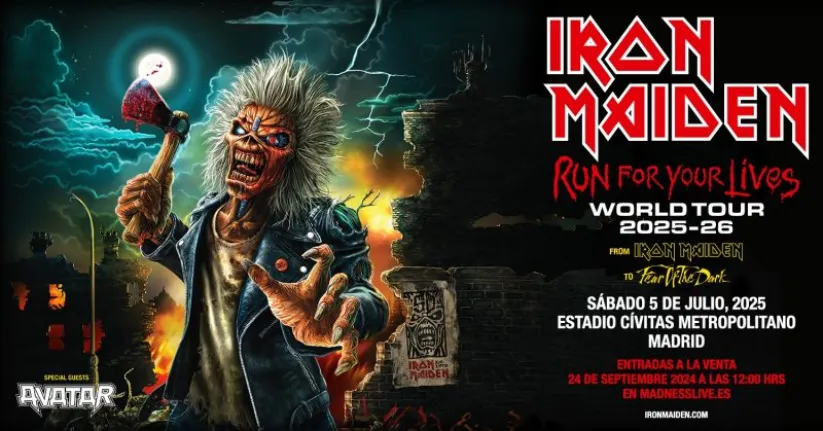 IRON
MAIDEN
RUN FOR YOUR LIVES
WORLD TOUR
2025-26
FROM IRON MAIDEN
TO Fear Of The Dark
SÁBADO 5 DE JULIO, 2025
ESTADIO CÍVITAS METROPOLITANO
MADRID
ENTRADAS A LA VENTA
24 DE SEPTIEMBRE 2024 A LAS 12:00 HRS
EN MADNESSLIVE.ES
IRONMAIDEN.COM
IRON
MAIDEN
SPECIAL GUESTS
AVATAR